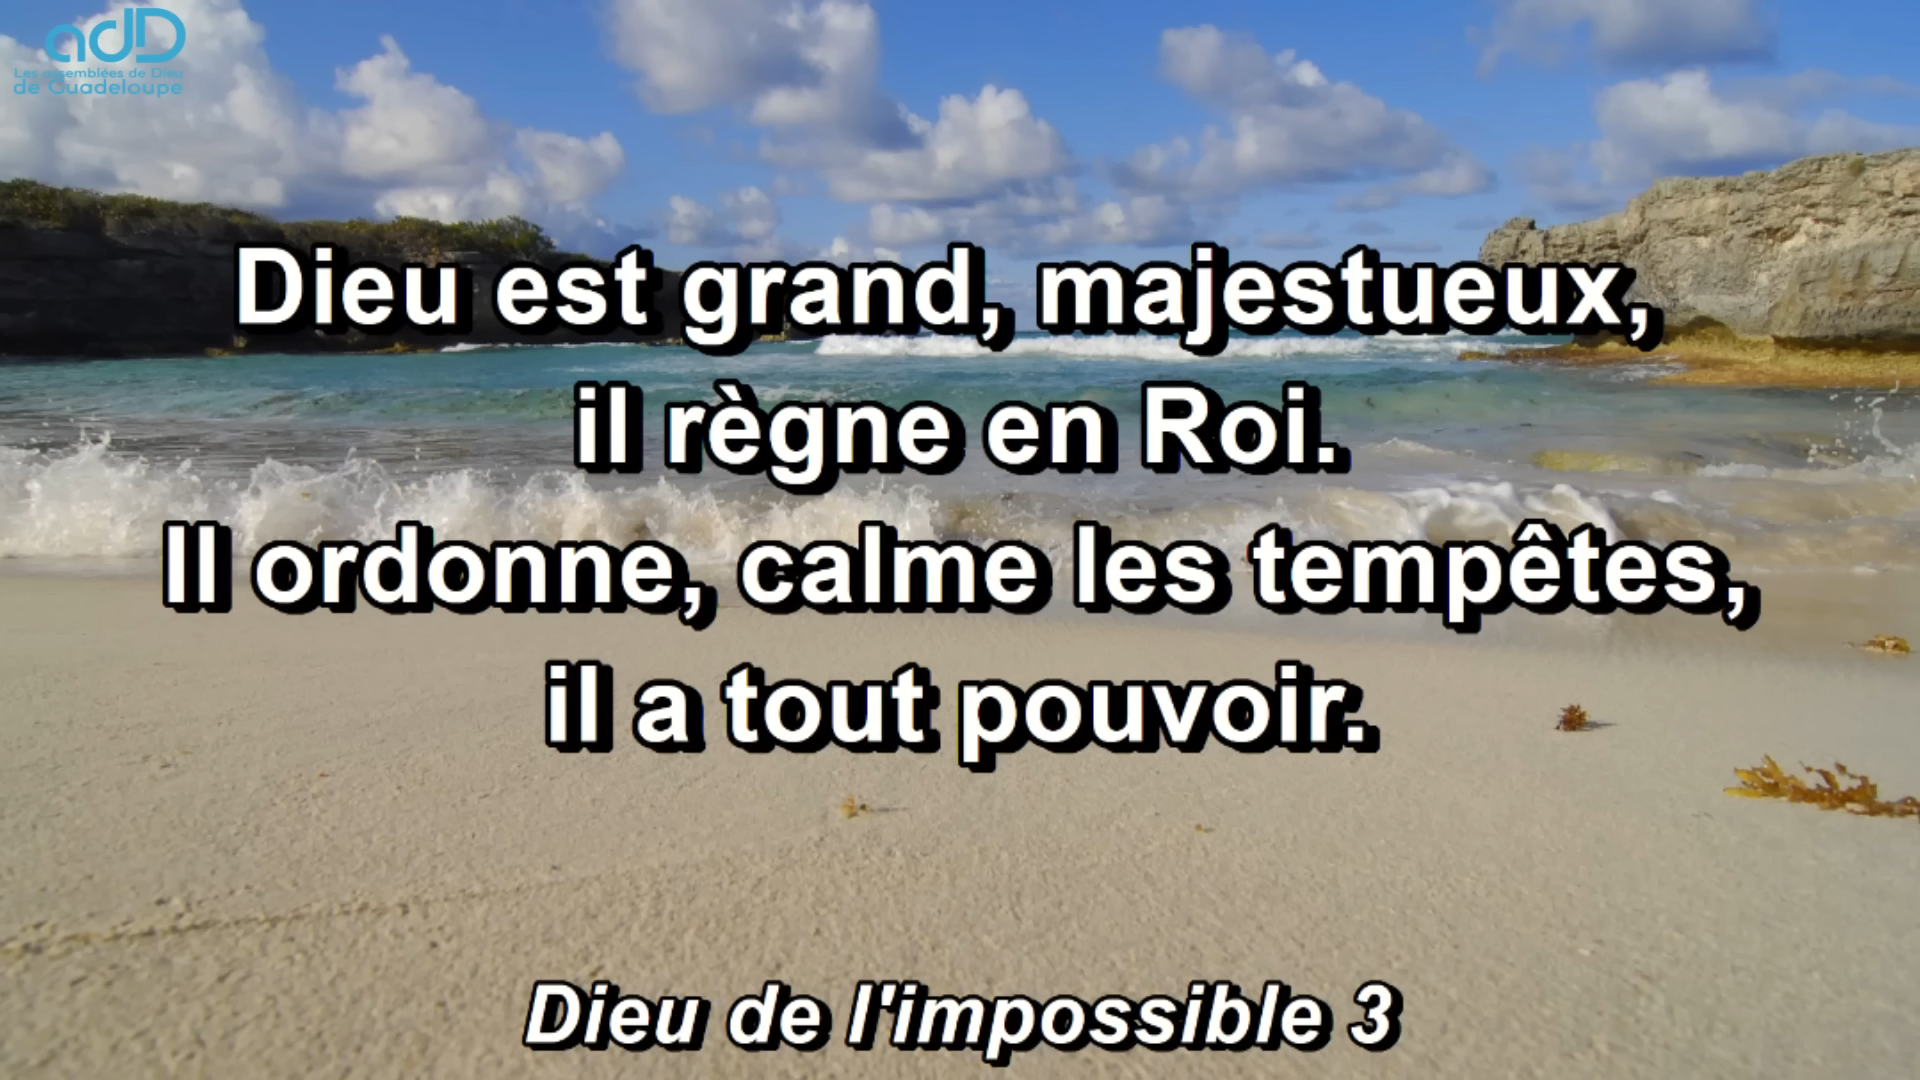 adD
Les assemblées de Dieu
de Guadeloupe
Dieu est grand, majestueux,
il règne en Roi.
Il ordonne, calme les tempêtes,
il a tout pouvoir.
Dieu de l'impossible 3